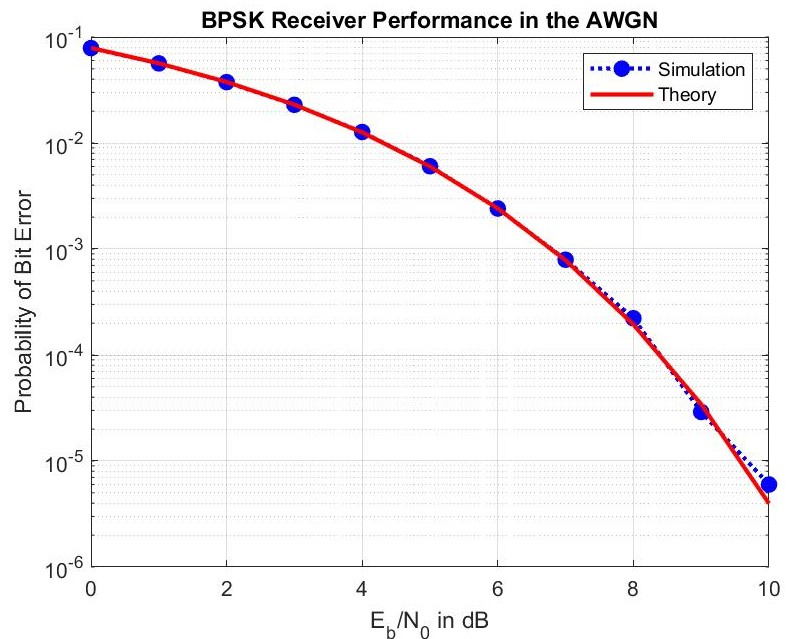 BPSK Receiver Performance in the AWGN
Simulation
Theory
Probability of Bit Error
10^-1
10^-2
10^-3
10^-4
10^-5
10^-6
0 2 4 6 8 10
E_b/N_0 in dB